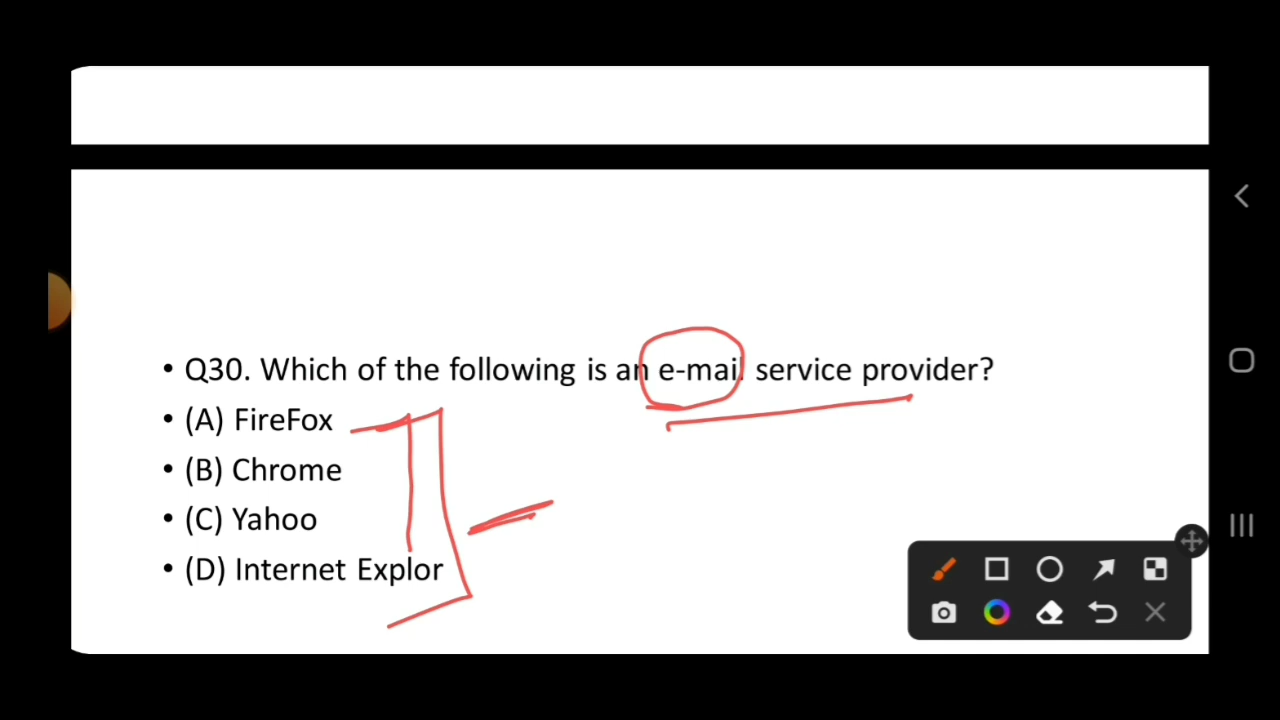 • Q30. Which of the following is an e-mail service provider?
• (A) FireFox
• (B) Chrome
• (C) Yahoo
• (D) Internet Explor